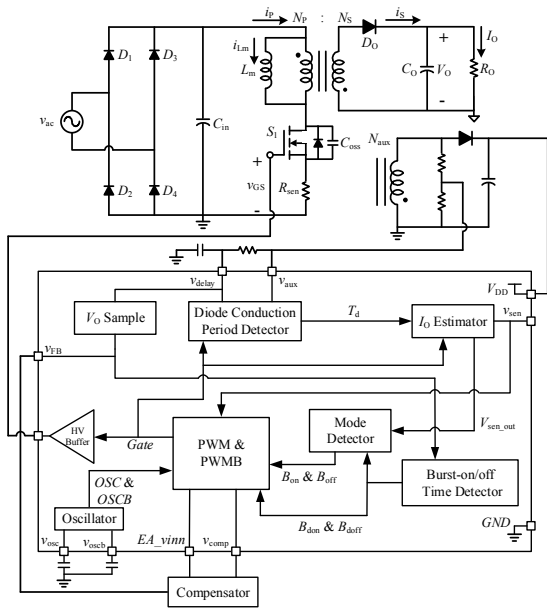 i_P N_P : N_S i_S
D_1 D_3 i_Lm L_m D_O + I_O
C_O V_O R_O
v_ac C_in -
S_1 C_oss N_aux
+
v_GS R_sen
-
v_delay v_aux V_DD
V_O Sample Diode Conduction Period Detector T_d I_O Estimator v_sen
D_2 D_4
v_FB
HV Buffer Gate PWM & PWMB Mode Detector V_sen_out
B_on & B_off
OSC & OSCB Burst-on/off Time Detector
Oscillator B_don & B_doff
GND
v_osc v_oscb EA_vinn v_comp
Compensator